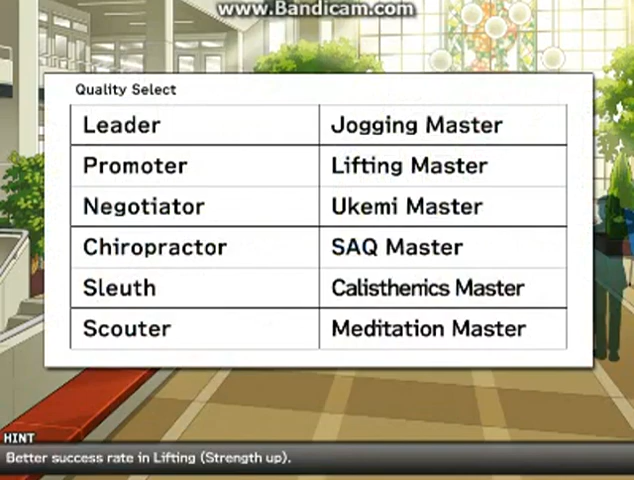 www.Bandicam.com
Quality Select
Leader Jogging Master
Promoter Lifting Master
Negotiator Ukemi Master
Chiropractor SAQ Master
Sleuth Calisthenics Master
Scouter Meditation Master
HINT
Better success rate in Lifting (Strength up).